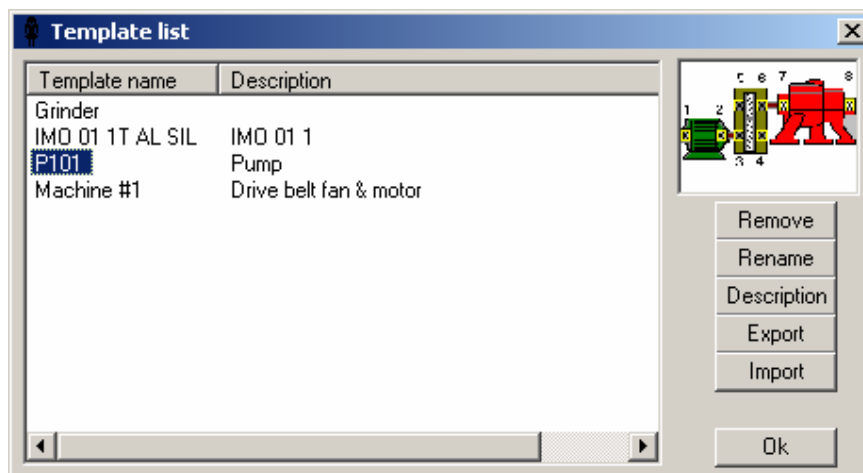 Template list
Template name Description
Grinder
IMO 01 1T AL SIL IMO 01 1
P101 Pump
Machine #1 Drive belt fan & motor
5 6 7 8
1 2
3 4
Remove
Rename
Description
Export
Import
Ok